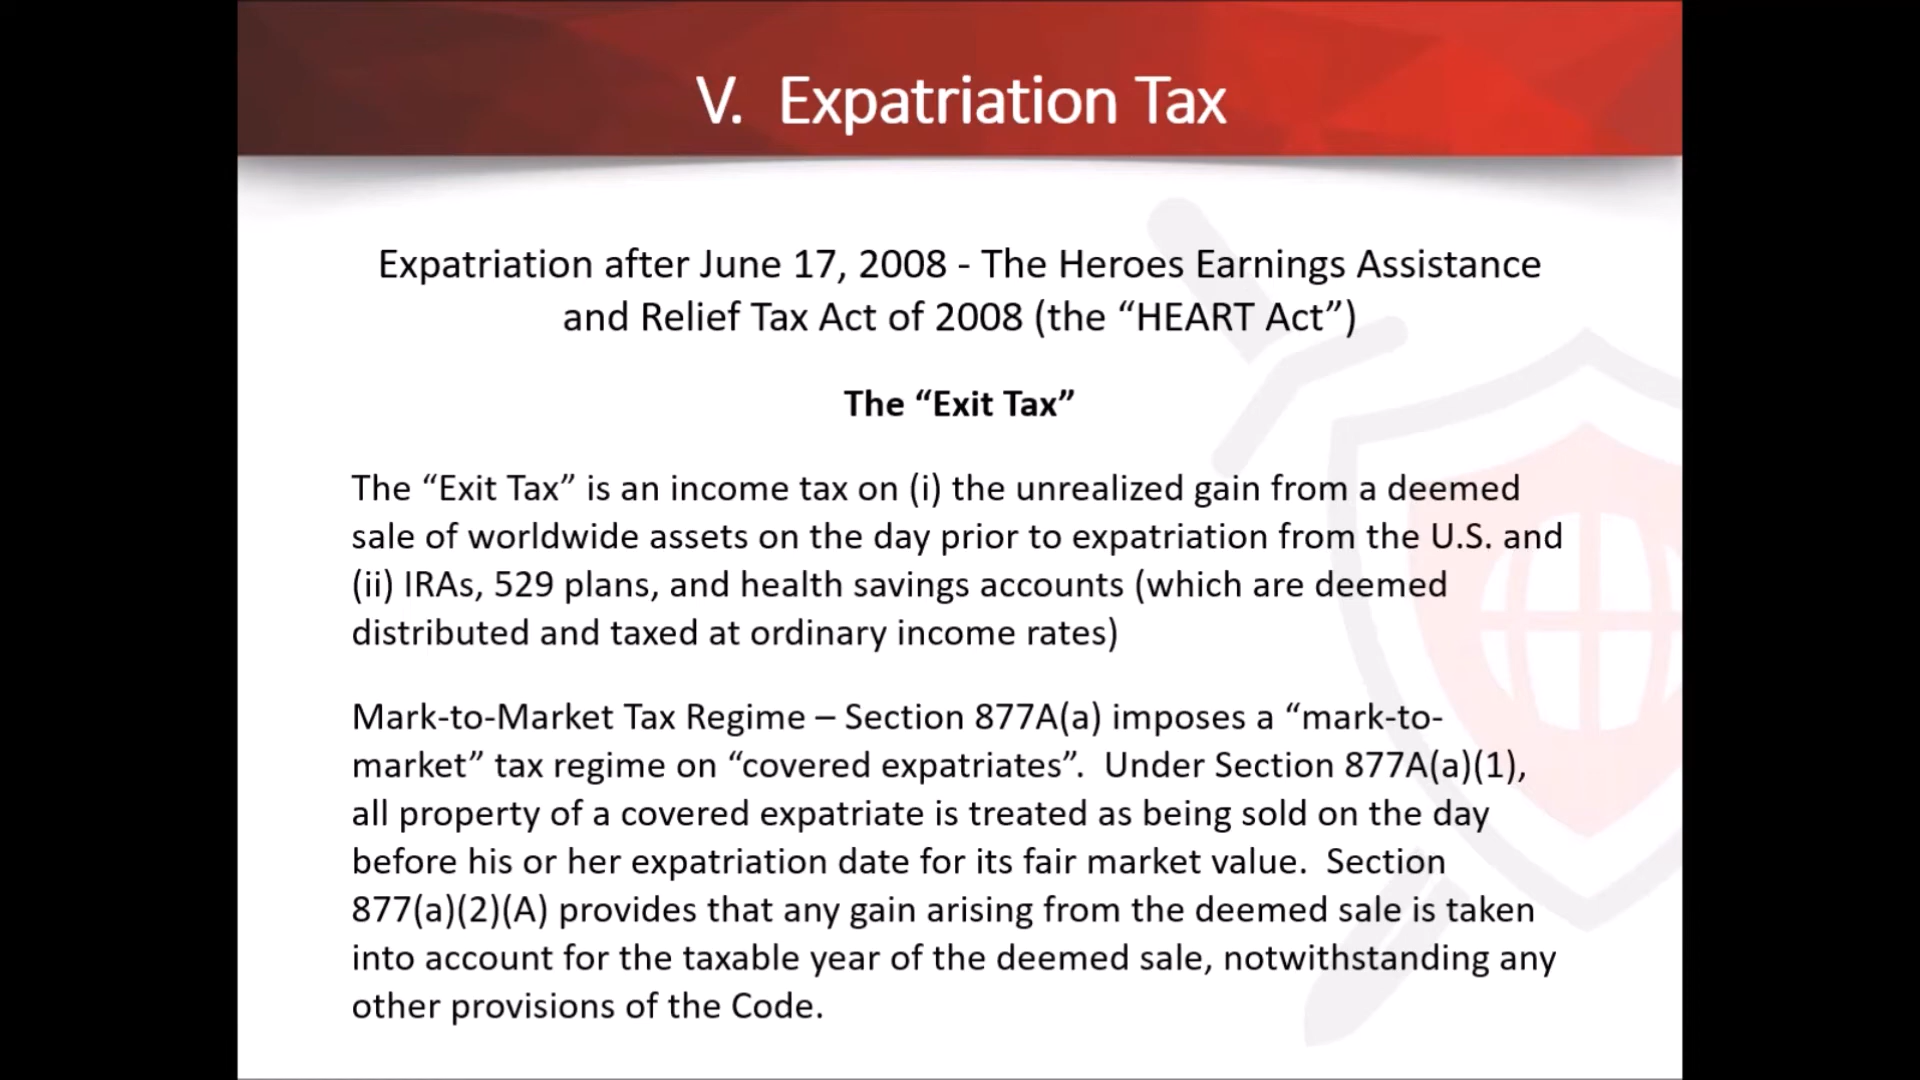 V.  Expatriation Tax
Expatriation after June 17, 2008 - The Heroes Earnings Assistance
and Relief Tax Act of 2008 (the “HEART Act”)
The “Exit Tax”
The “Exit Tax” is an income tax on (i) the unrealized gain from a deemed
sale of worldwide assets on the day prior to expatriation from the U.S. and
(ii) IRAs, 529 plans, and health savings accounts (which are deemed
distributed and taxed at ordinary income rates)
Mark-to-Market Tax Regime – Section 877A(a) imposes a “mark-to-
market” tax regime on “covered expatriates”.  Under Section 877A(a)(1),
all property of a covered expatriate is treated as being sold on the day
before his or her expatriation date for its fair market value.  Section
877(a)(2)(A) provides that any gain arising from the deemed sale is taken
into account for the taxable year of the deemed sale, notwithstanding any
other provisions of the Code.